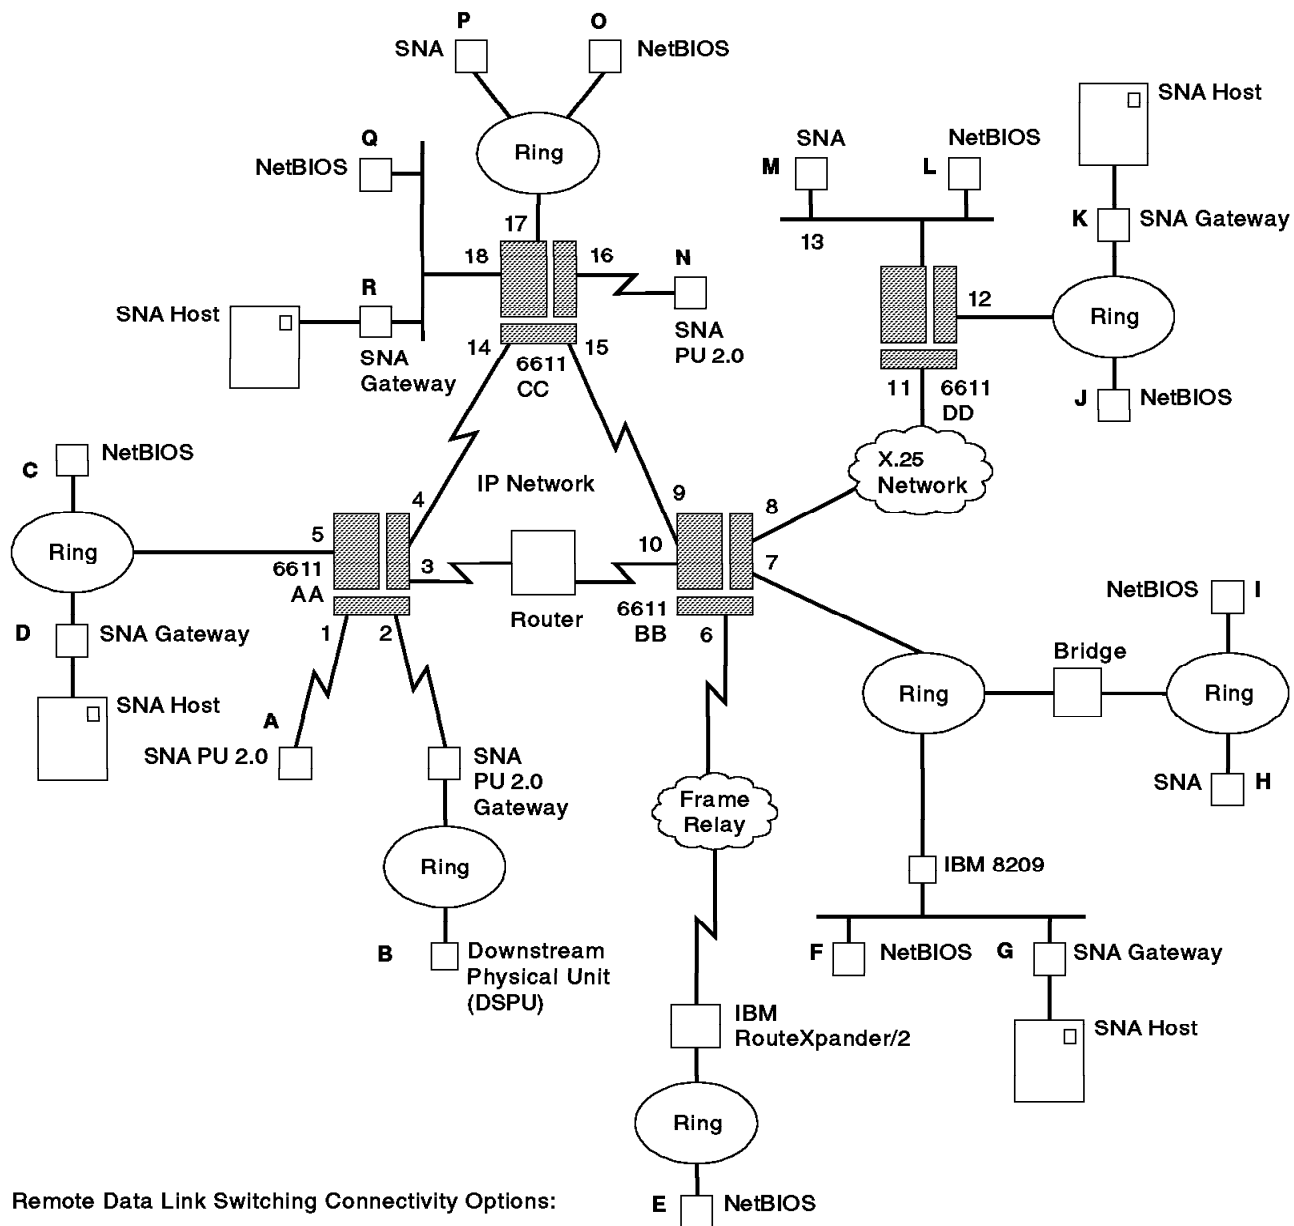 P
O
SNA
NetBIOS
SNA Host
Q
NetBIOS
Ring
SNA
NetBIOS
M
L
K
SNA Gateway
17
18
16
N
13
R
SNA Host
SNA
Gateway
SNA
PU 2.0
12
Ring
14
15
6611
CC
11
6611
DD
J
NetBIOS
C
NetBIOS
X.25
Network
IP Network
4
9
8
5
Ring
3
10
7
6611
AA
Router
6611
BB
6
NetBIOS
I
D
SNA Gateway
1
2
Bridge
Ring
Ring
SNA Host
A
SNA PU 2.0
SNA
PU 2.0
Gateway
SNA
H
Frame
Relay
Ring
IBM 8209
B
Downstream
Physical Unit
(DSPU)
F
NetBIOS
G
SNA Gateway
IBM
RouteXpander/2
SNA Host
Ring
Remote Data Link Switching Connectivity Options:
E
NetBIOS